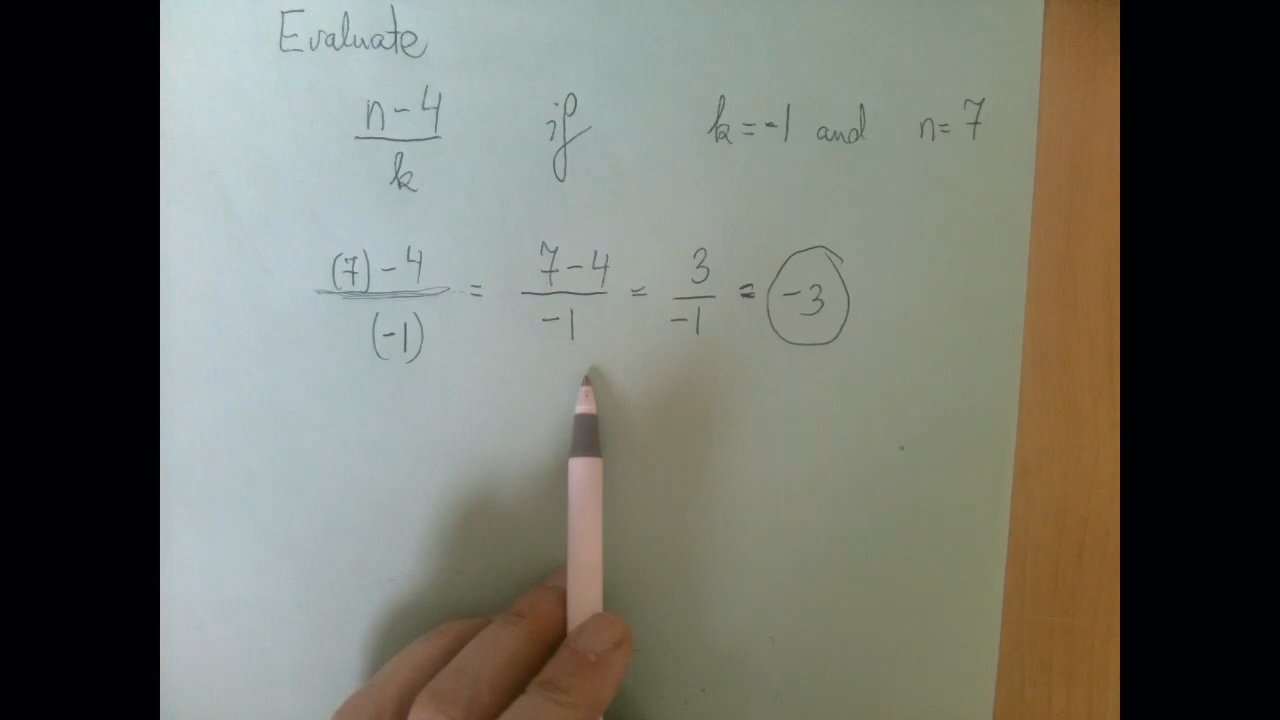 Evaluate
n-4/k if k=-1 and n=7
(7)-4/(-1) = 7-4/-1 = 3/-1 = -3